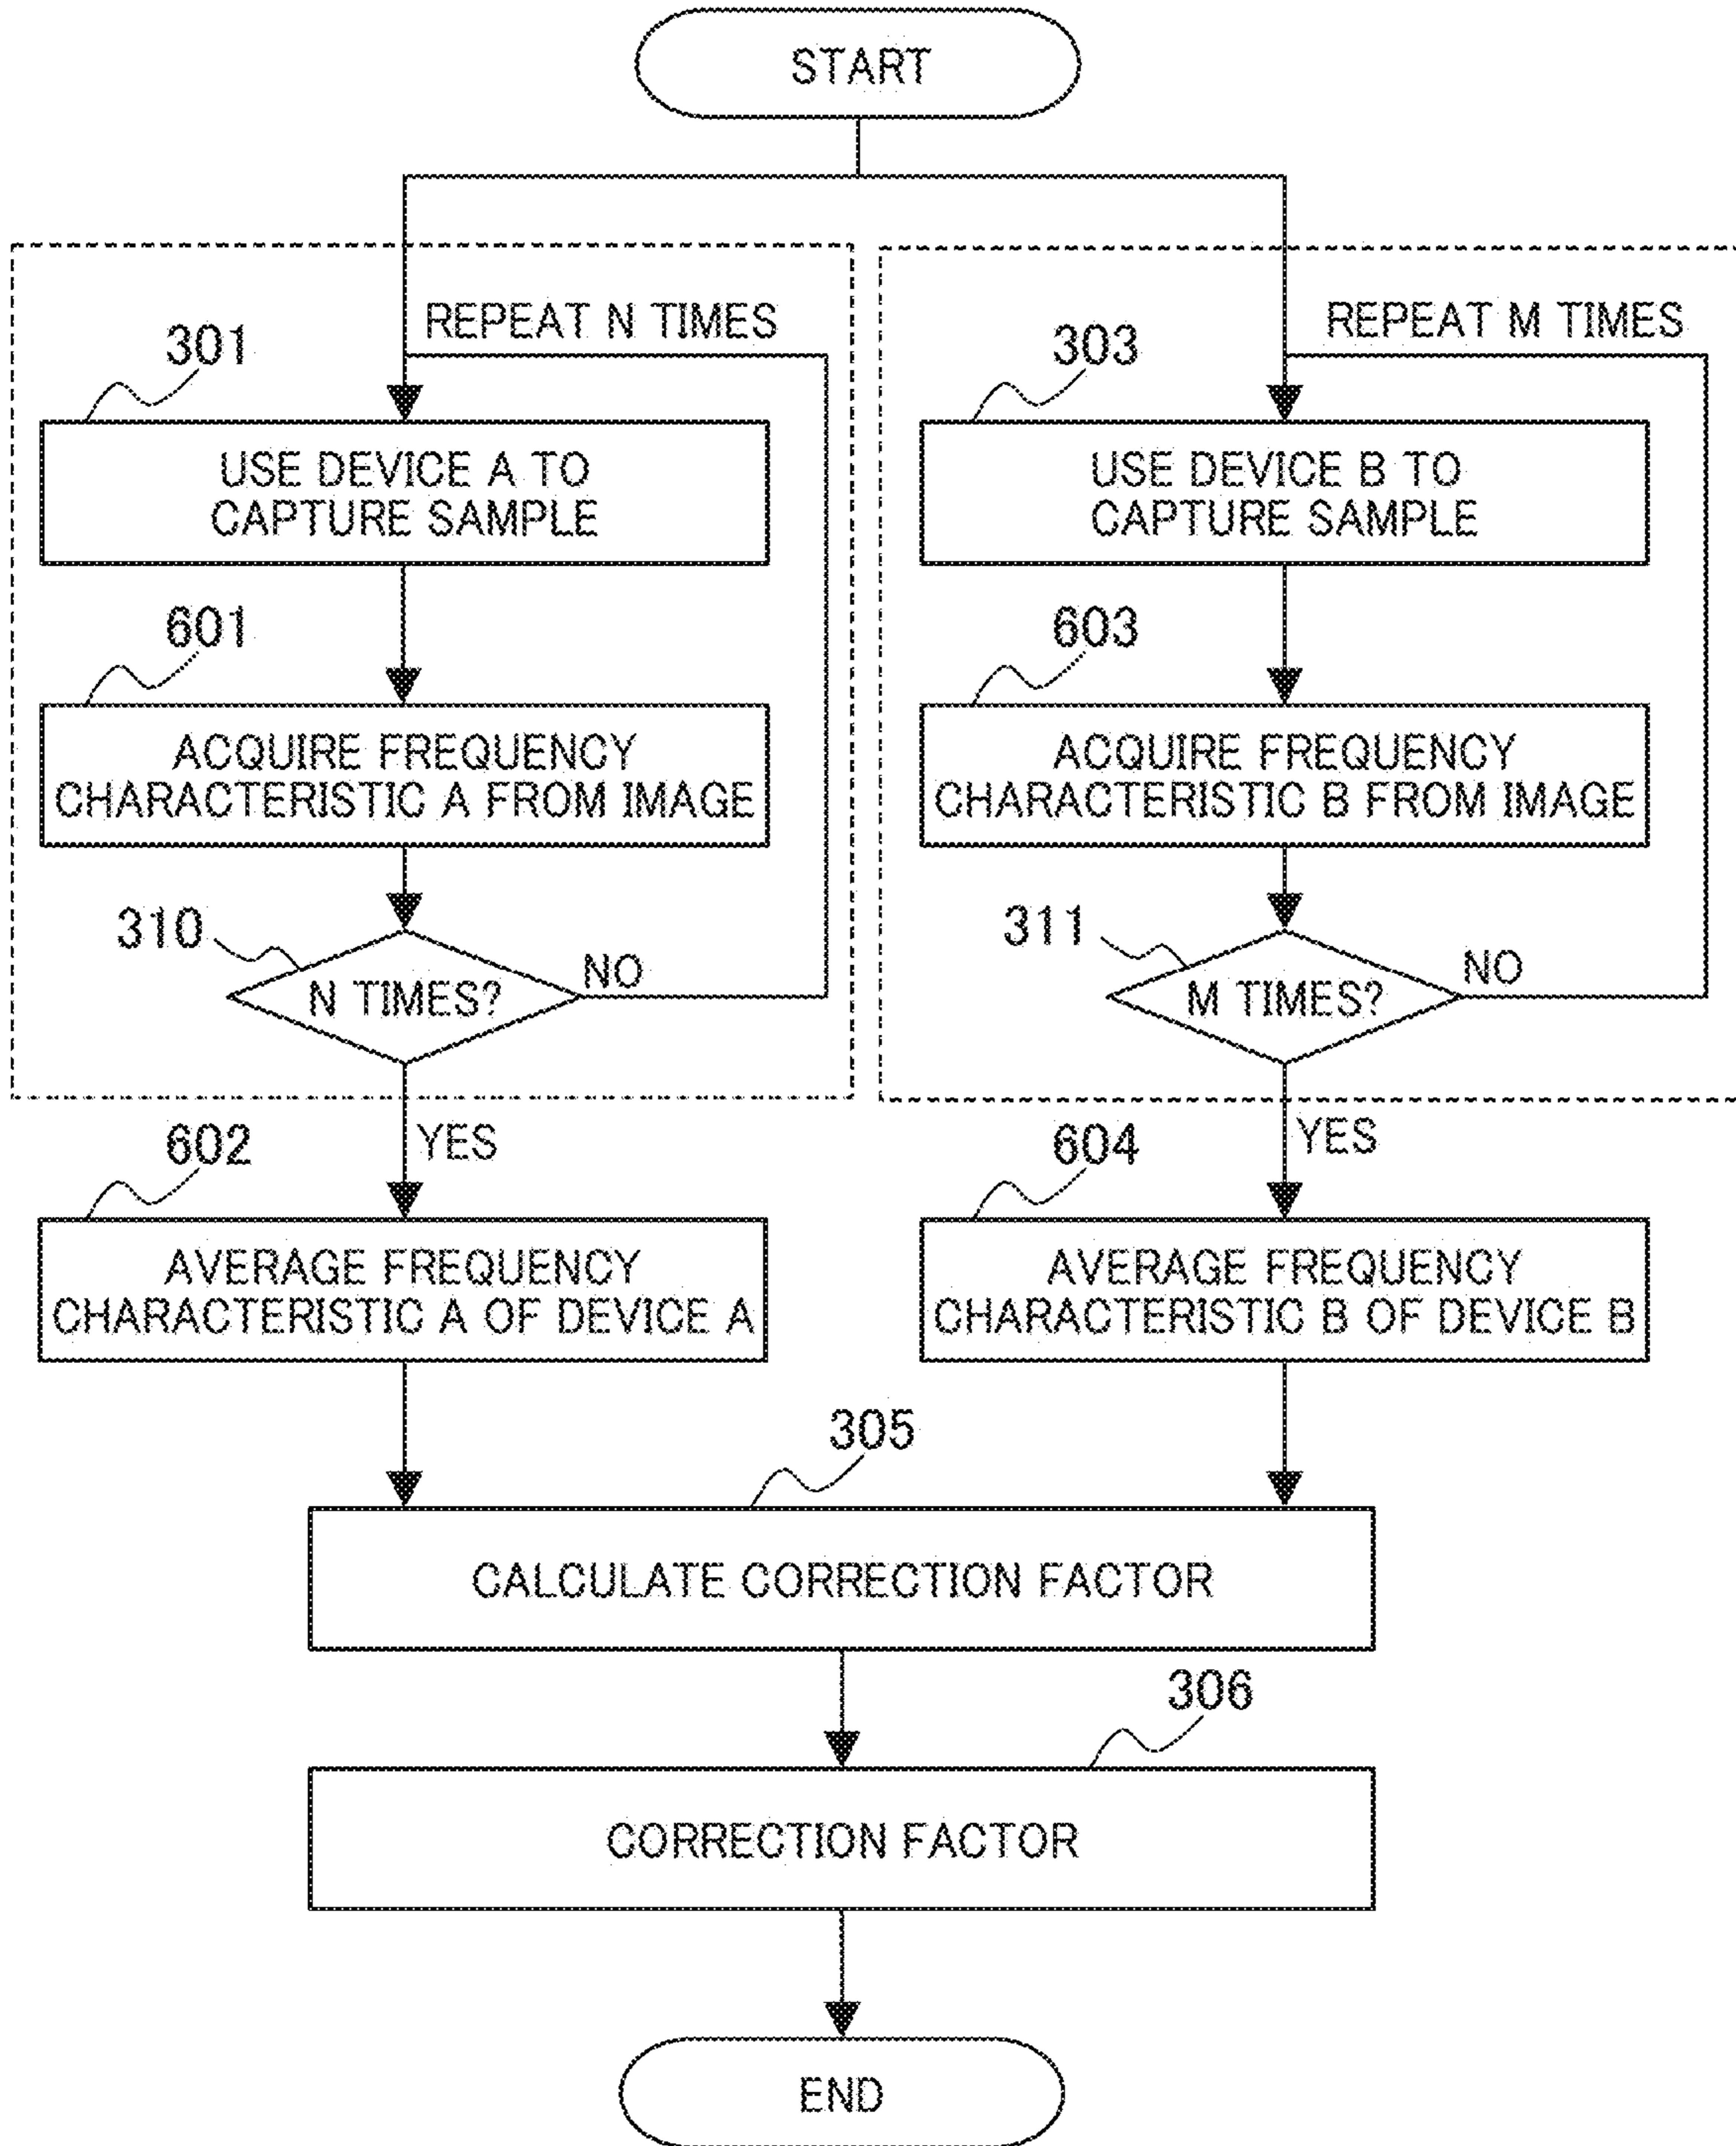 START
REPEAT N TIMES
301
USE DEVICE A TO
CAPTURE SAMPLE
601
ACQUIRE FREQUENCY
CHARACTERISTIC A FROM IMAGE
310
N TIMES?
NO
YES
602
AVERAGE FREQUENCY
CHARACTERISTIC A OF DEVICE A
REPEAT M TIMES
303
USE DEVICE B TO
CAPTURE SAMPLE
603
ACQUIRE FREQUENCY
CHARACTERISTIC B FROM IMAGE
311
M TIMES?
NO
YES
604
AVERAGE FREQUENCY
CHARACTERISTIC B OF DEVICE B
305
CALCULATE CORRECTION FACTOR
306
CORRECTION FACTOR
END